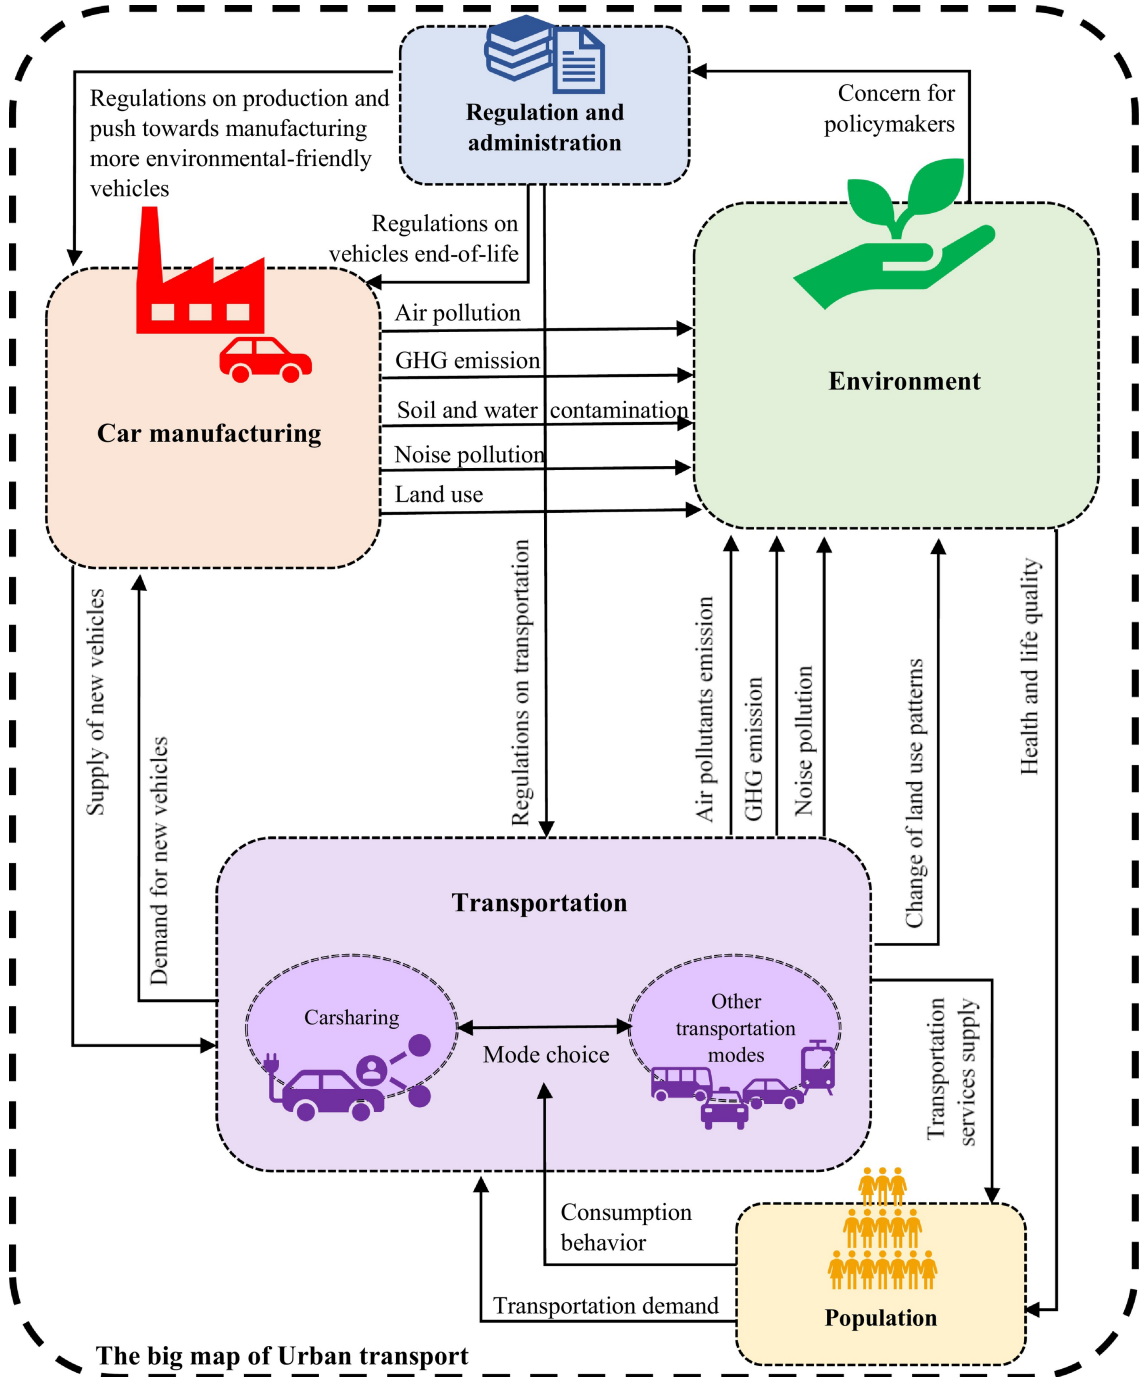 Regulation and
administration
Concern for
policymakers
Regulations on production and
push towards manufacturing
more environmental-friendly
vehicles
Regulations on
vehicles end-of-life
Air pollution
GHG emission
Soil and water contamination
Noise pollution
Land use
Car manufacturing
Environment
Supply of new vehicles
Demand for new vehicles
Regulations on transportation
Air pollutants emission
GHG emission
Noise pollution
Change of land use patterns
Health and life quality
Transportation
Carsharing
Mode choice
Other
transportation
modes
Transportation
services supply
Consumption
behavior
Transportation demand
Population
The big map of Urban transport